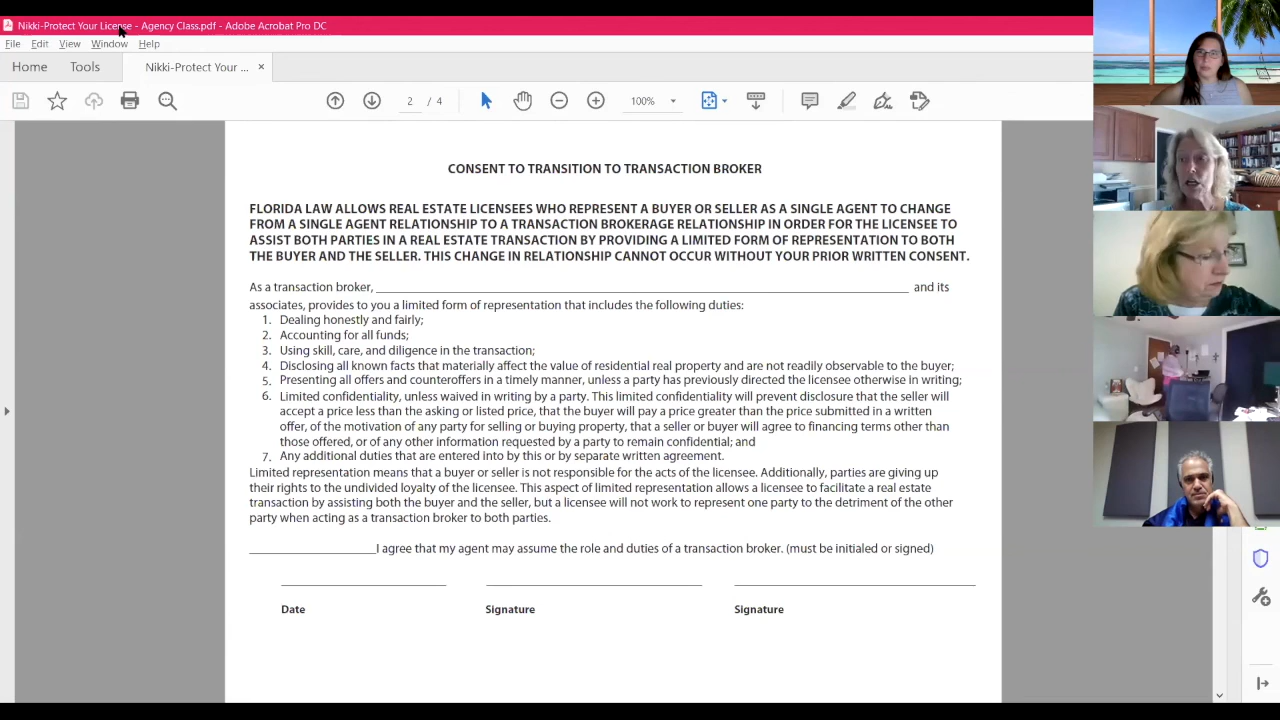 Nikki-Protect Your License - Agency Class.pdf - Adobe Acrobat Pro DC
File Edit View Window Help
Home Tools Nikki-Protect Your ... ×
2 / 4 100%
CONSENT TO TRANSITION TO TRANSACTION BROKER
FLORIDA LAW ALLOWS REAL ESTATE LICENSEES WHO REPRESENT A BUYER OR SELLER AS A SINGLE AGENT TO CHANGE
FROM A SINGLE AGENT RELATIONSHIP TO A TRANSACTION BROKERAGE RELATIONSHIP IN ORDER FOR THE LICENSEE TO
ASSIST BOTH PARTIES IN A REAL ESTATE TRANSACTION BY PROVIDING A LIMITED FORM OF REPRESENTATION TO BOTH
THE BUYER AND THE SELLER. THIS CHANGE IN RELATIONSHIP CANNOT OCCUR WITHOUT YOUR PRIOR WRITTEN CONSENT.
As a transaction broker, ______ and its
associates, provides to you a limited form of representation that includes the following duties:
1. Dealing honestly and fairly;
2. Accounting for all funds;
3. Using skill, care, and diligence in the transaction;
4. Disclosing all known facts that materially affect the value of residential real property and are not readily observable to the buyer;
5. Presenting all offers and counteroffers in a timely manner, unless a party has previously directed the licensee otherwise in writing;
6. Limited confidentiality, unless waived in writing by a party. This limited confidentiality will prevent disclosure that the seller will
accept a price less than the asking or listed price, that the buyer will pay a price greater than the price submitted in a written
offer, of the motivation of any party for selling or buying property, that a seller or buyer will agree to financing terms other than
those offered, or of any other information requested by a party to remain confidential; and
7. Any additional duties that are entered into by this or by separate written agreement.
Limited representation means that a buyer or seller is not responsible for the acts of the licensee. Additionally, parties are giving up
their rights to the undivided loyalty of the licensee. This aspect of limited representation allows a licensee to facilitate a real estate
transaction by assisting both the buyer and the seller, but a licensee will not work to represent one party to the detriment of the other
party when acting as a transaction broker to both parties.
______I agree that my agent may assume the role and duties of a transaction broker. (must be initialed or signed)
Date Signature Signature